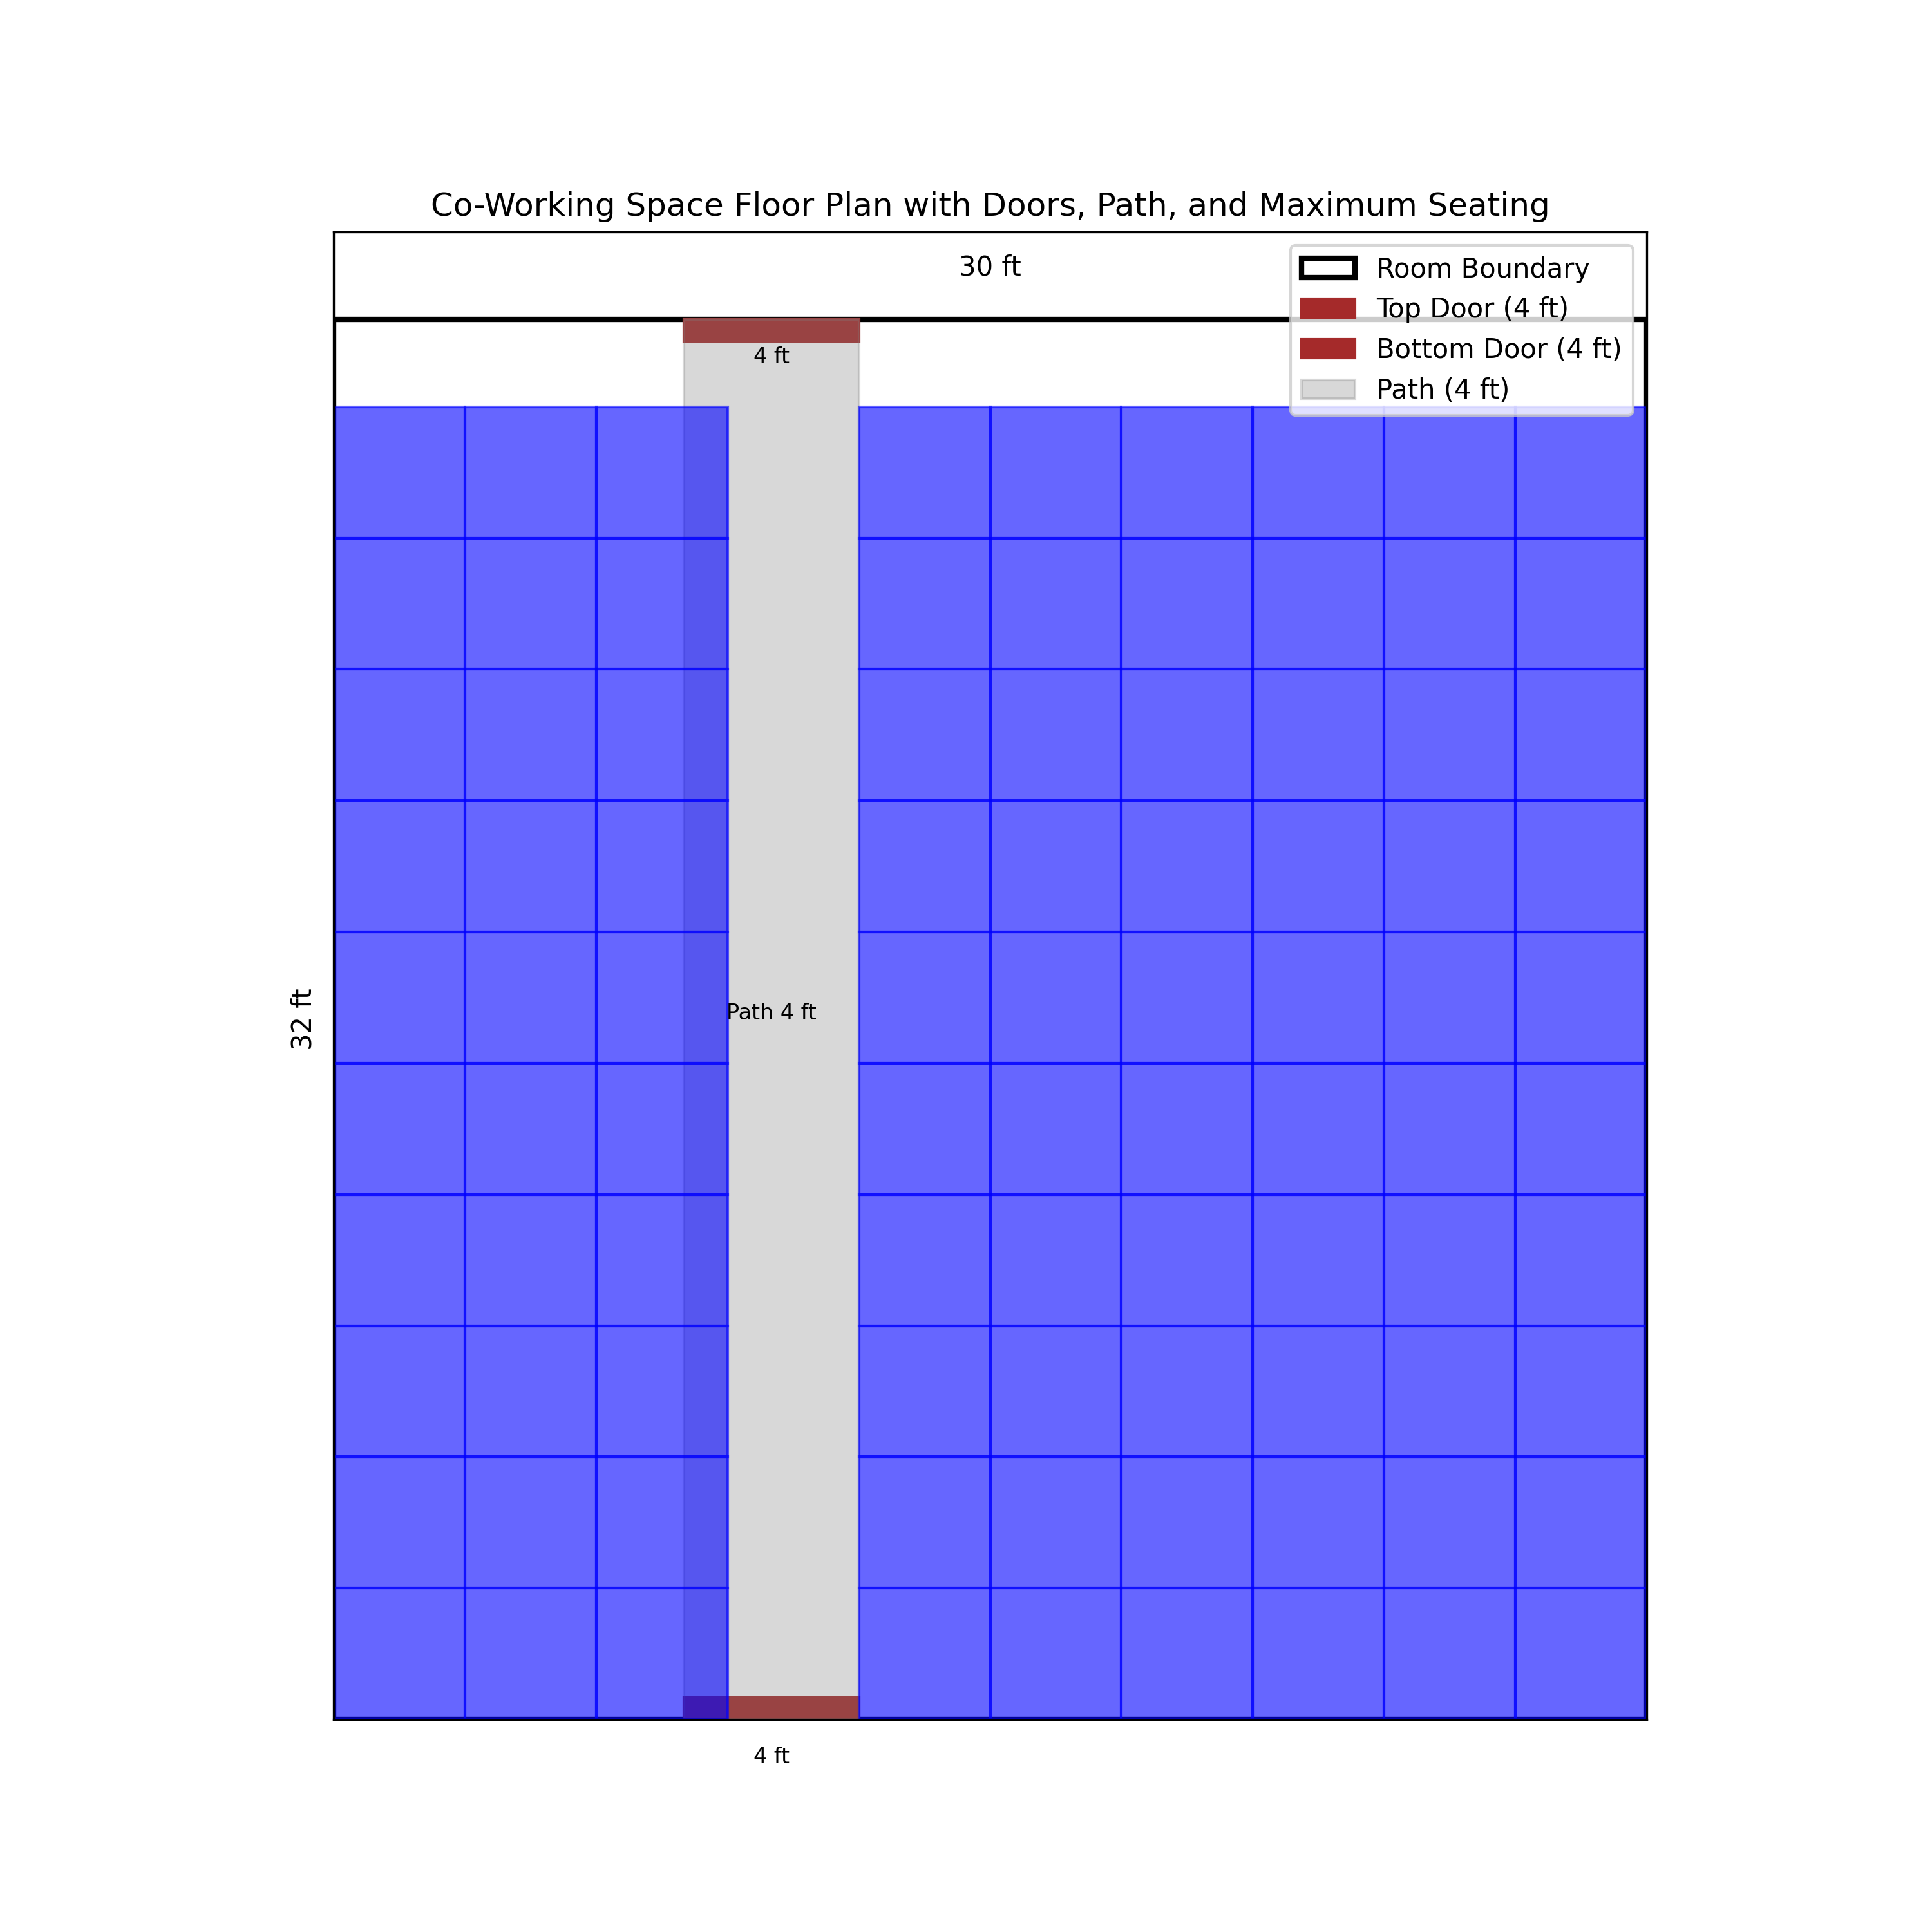 Co-Working Space Floor Plan with Doors, Path, and Maximum Seating
30 ft
Room Boundary
Top Door (4 ft)
Bottom Door (4 ft)
Path (4 ft)
4 ft
Path 4 ft
32 ft
4 ft